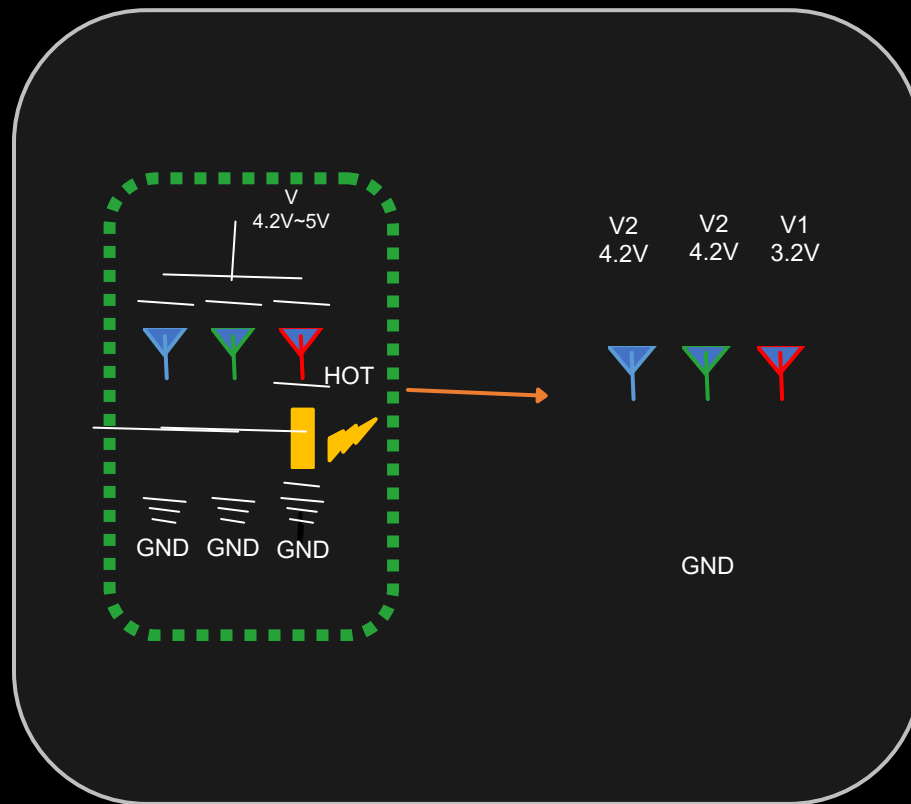 V
4.2V~5V
HOT
GND GND GND
V2 V2 V1
4.2V 4.2V 3.2V
GND